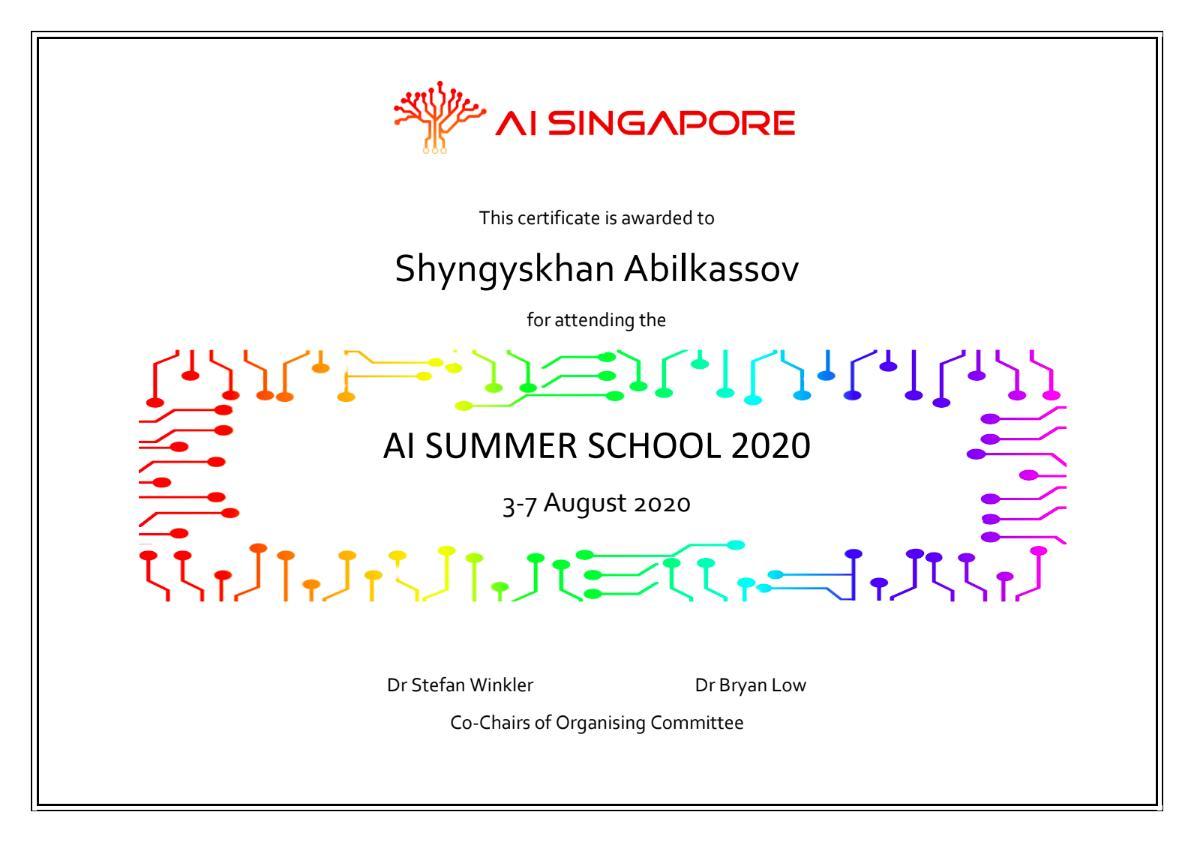 AI SINGAPORE
This certificate is awarded to
Shyngyskhan Abilkassov
for attending the
AI SUMMER SCHOOL 2020
3-7 August 2020
Dr Stefan Winkler Dr Bryan Low
Co-Chairs of Organising Committee